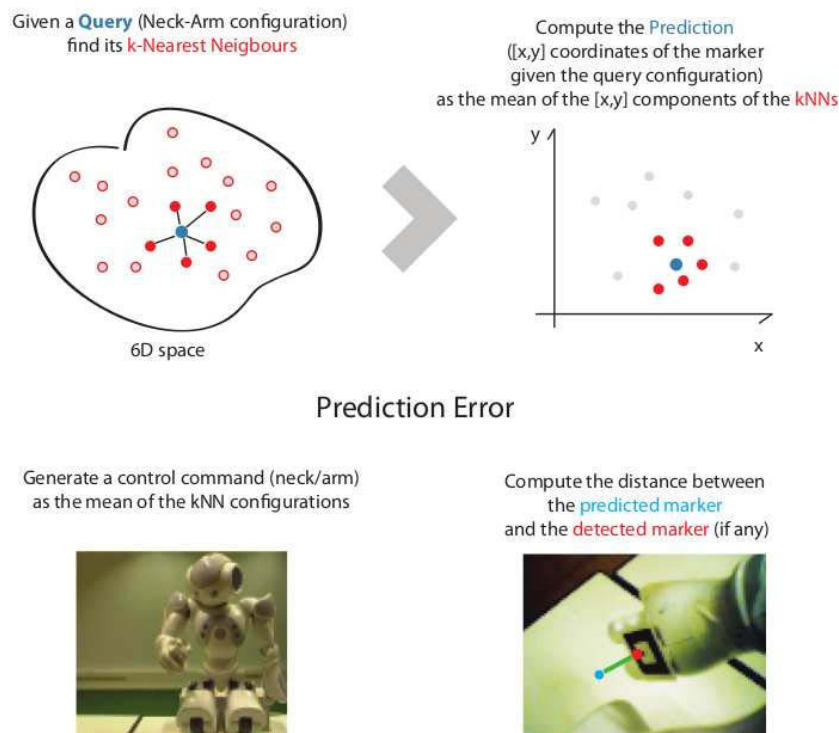 Given a Query (Neck-Arm configuration)
find its k-Nearest Neigbours
Compute the Prediction
([x,y] coordinates of the marker
given the query configuration)
as the mean of the [x,y] components of the kNNs
y
x
6D space
Prediction Error
Generate a control command (neck/arm)
as the mean of the kNN configurations
Compute the distance between
the predicted marker
and the detected marker (if any)